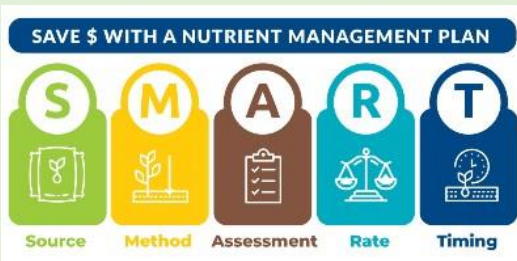 SAVE $ WITH A NUTRIENT MANAGEMENT PLAN
S M A R T
Source Method Assessment Rate Timing